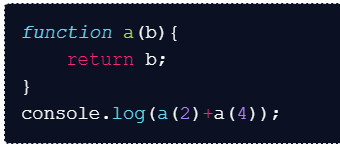 function a(b){
    return b;
}
console.log(a(2)+a(4));